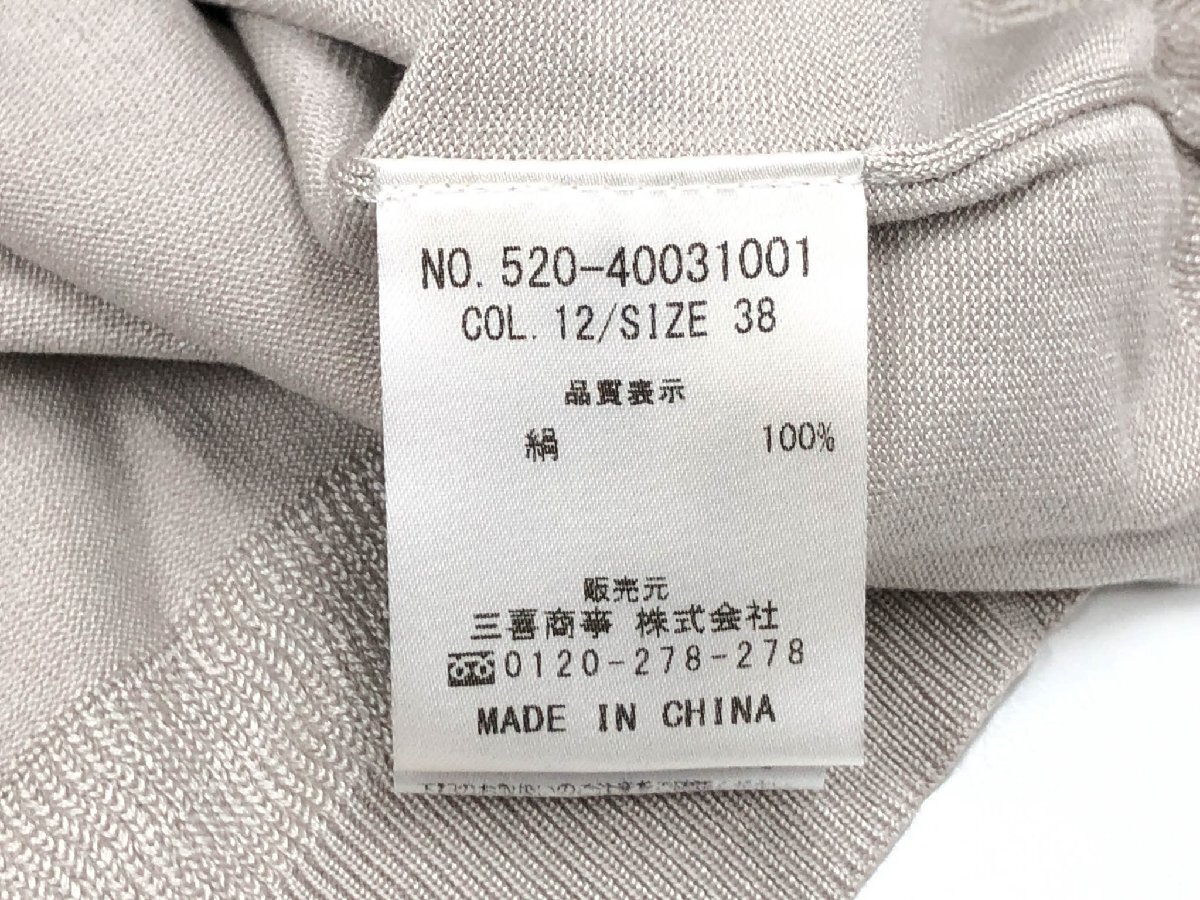 NO. 520-40031001
COL. 12/SIZE 38
品質表示
絹 100%
販売元
三喜商事 株式会社
0120-278-278
MADE IN CHINA